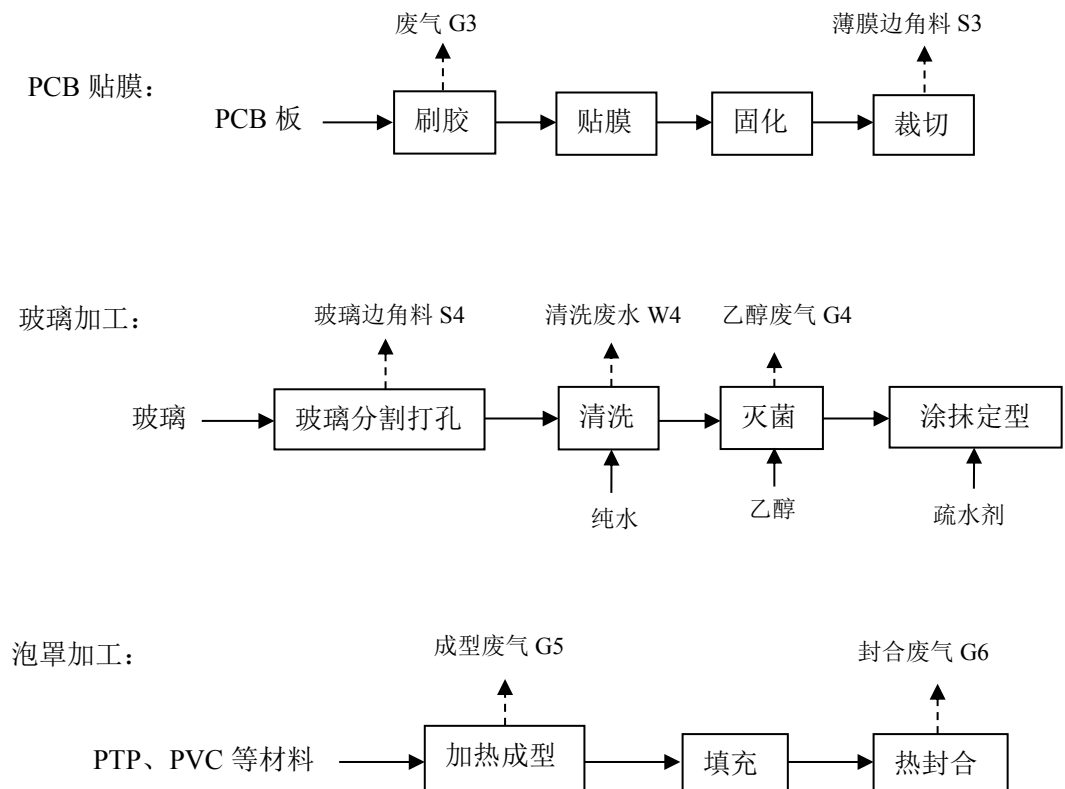 废气 G3 薄膜边角料 S3
PCB 贴膜：
PCB 板 刷胶 贴膜 固化 裁切
玻璃加工： 玻璃边角料 S4 清洗废水 W4 乙醇废气 G4
玻璃 玻璃分割打孔 清洗 灭菌 涂抹定型
纯水 乙醇 疏水剂
泡罩加工： 成型废气 G5 封合废气 G6
PTP、PVC 等材料 加热成型 填充 热封合